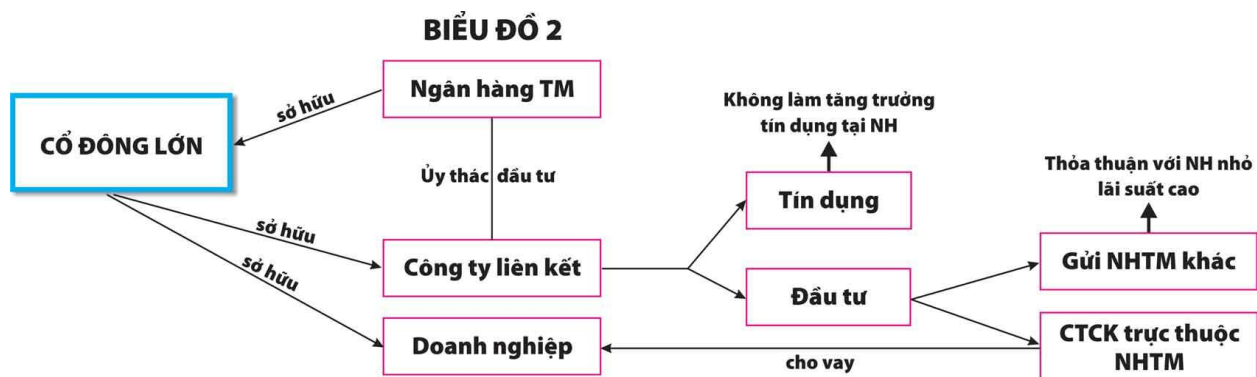 BIỂU ĐỒ 2
Ngân hàng TM
sở hữu
CỔ ĐÔNG LỚN
Ủy thác đầu tư
sở hữu
sở hữu
Công ty liên kết
Doanh nghiệp
Không làm tăng trưởng
tín dụng tại NH
Tín dụng
Đầu tư
Thỏa thuận với NH nhỏ
lãi suất cao
Gửi NHTM khác
CTCK trực thuộc
NHTM
cho vay